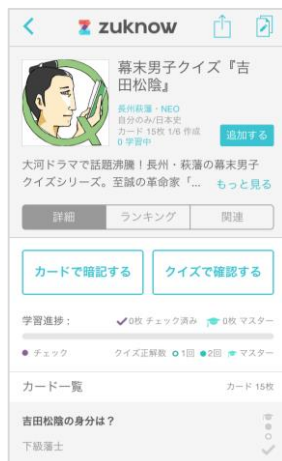 zuknow
幕末男子クイズ『吉
田松陰』
長州萩藩・NEO
自分のみ/日本史
カード 15枚 1/6 作成
0 学習中
追加する
大河ドラマで話題沸騰！長州・萩藩の幕末男子
クイズシリーズ。至誠の革命家「... もっと見る
詳細 ランキング 関連
カードで暗記する クイズで確認する
学習進捗： 0枚 チェック済み 0枚 マスター
チェック クイズ正解数 1回 2回 マスター
カード一覧 カード 15枚
吉田松陰の身分は？
下級藩士